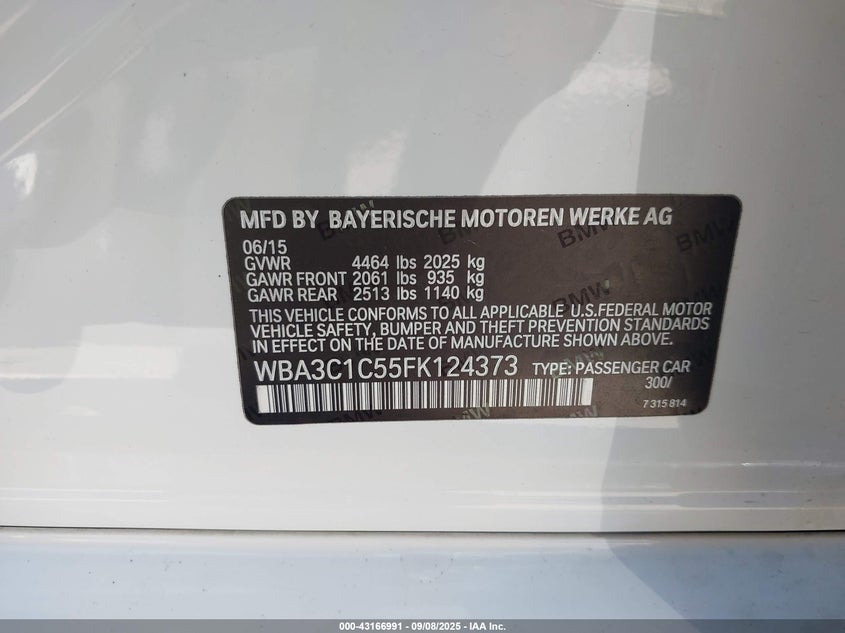 MFD BY BAYERISCHE MOTOREN WERKE AG
06/15
GVWR 4464 lbs 2025 kg
GAWR FRONT 2061 lbs 935 kg
GAWR REAR 2513 lbs 1140 kg
THIS VEHICLE CONFORMS TO ALL APPLICABLE U.S.FEDERAL MOTOR
VEHICLE SAFETY, BUMPER AND THEFT PREVENTION STANDARDS
IN EFFECT ON THE DATE OF MANUFACTURE SHOWN ABOVE.
WBA3C1C55FK124373 TYPE: PASSENGER CAR
300/
7 315 814
000-43166991 - 09/08/2025 - IAA Inc.